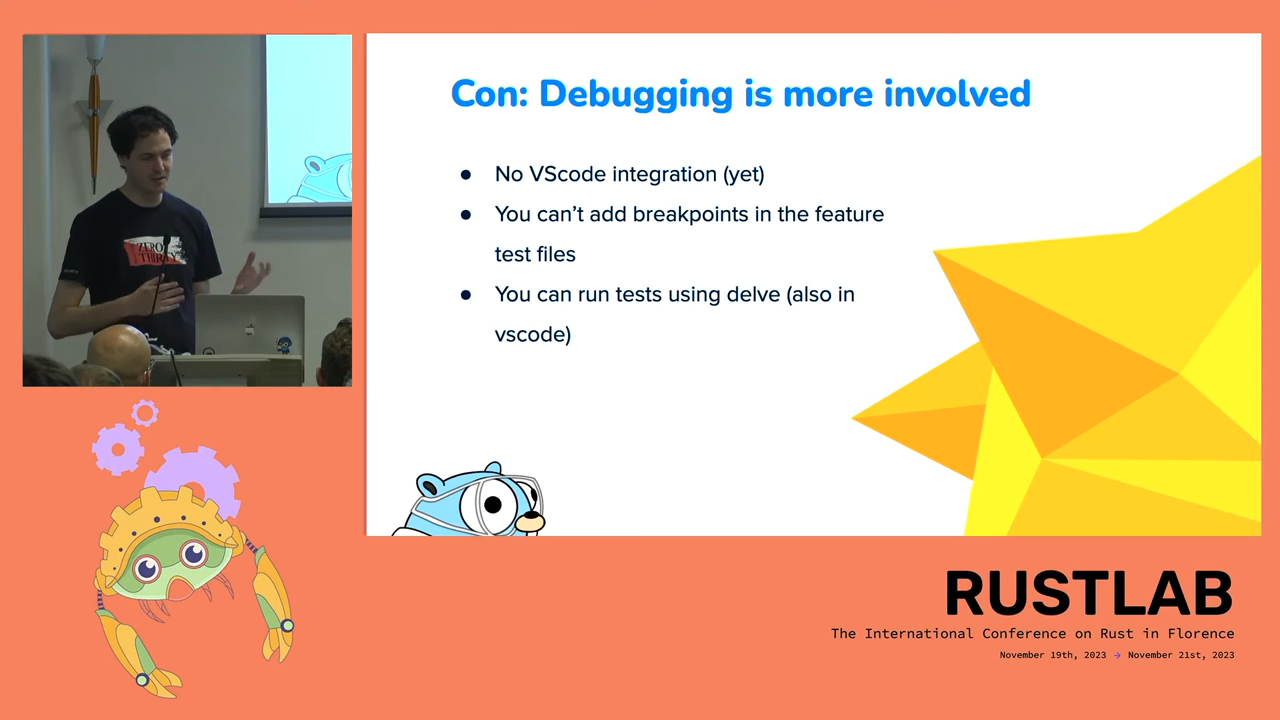 Con: Debugging is more involved
● No VScode integration (yet)
● You can’t add breakpoints in the feature
test files
● You can run tests using delve (also in
vscode)
ZERO
THIRTY
RUSTLAB
The International Conference on Rust in Florence
November 19th, 2023 → November 21st, 2023